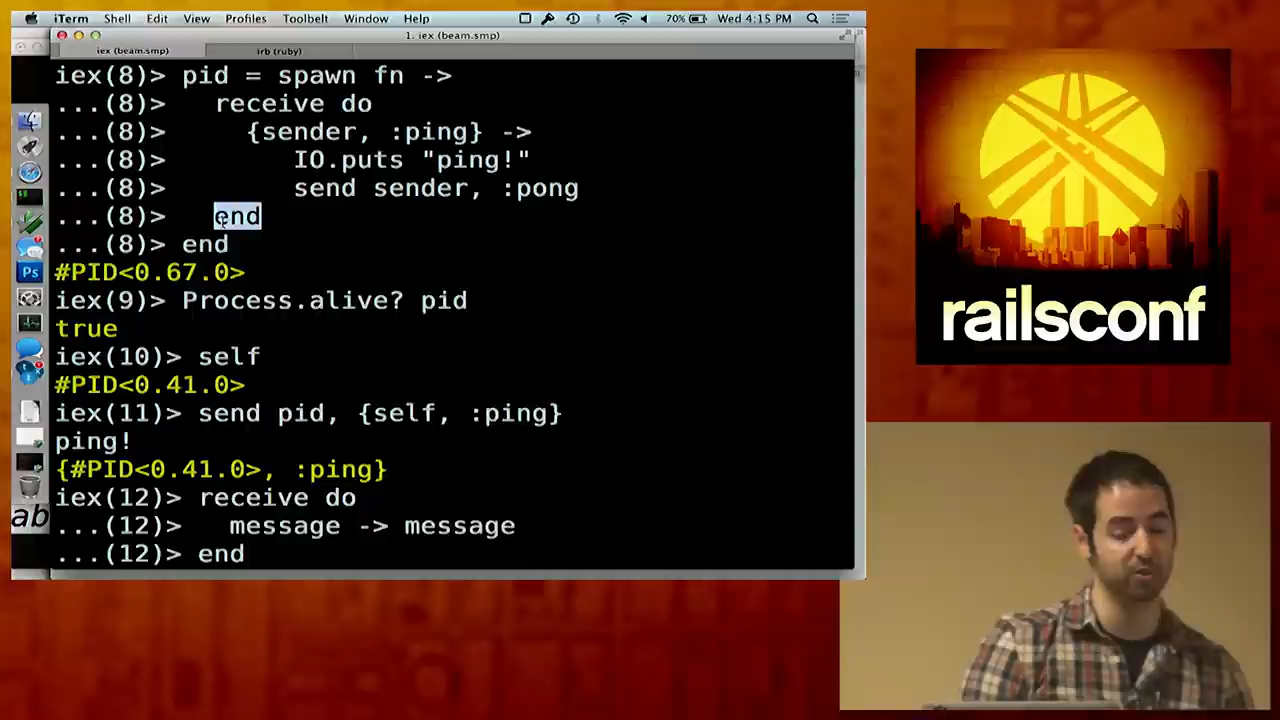 iTerm Shell Edit View Profiles Toolbelt Window Help 70% Wed 4:15 PM
1. iex (beam.smp)
iex (beam.smp) irb (ruby)
iex(8)> pid = spawn fn ->
...(8)>   receive do
...(8)>     {sender, :ping} ->
...(8)>        IO.puts "ping!"
...(8)>        send sender, :pong
...(8)>   end
...(8)> end
#PID<0.67.0>
iex(9)> Process.alive? pid
true
iex(10)> self
#PID<0.41.0>
iex(11)> send pid, {self, :ping}
ping!
{#PID<0.41.0>, :ping}
iex(12)> receive do
...(12)>   message -> message
...(12)> end
Ps
ab
railsconf